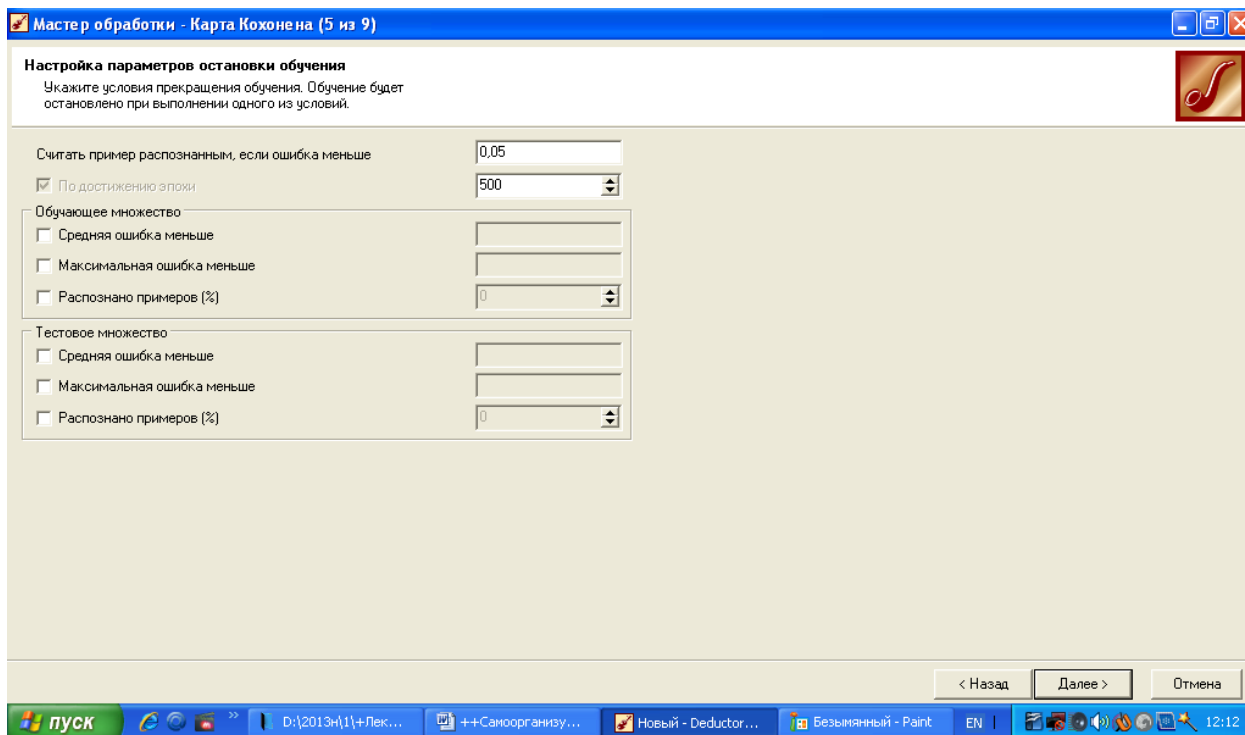 Мастер обработки - Карта Кохонена (5 из 9)
Настройка параметров остановки обучения
Укажите условия прекращения обучения. Обучение будет
остановлено при выполнении одного из условий.
Считать пример распознанным, если ошибка меньше 0,05
По достижению эпохи 500
Обучающее множество
Средняя ошибка меньше
Максимальная ошибка меньше
Распознано примеров (%) 0
Тестовое множество
Средняя ошибка меньше
Максимальная ошибка меньше
Распознано примеров (%) 0
< Назад Далее > Отмена
пуск » D:\2013н\1\+Лек... ++Самоорганизу... Новый - Deductor... Безымянный - Paint EN 12:12